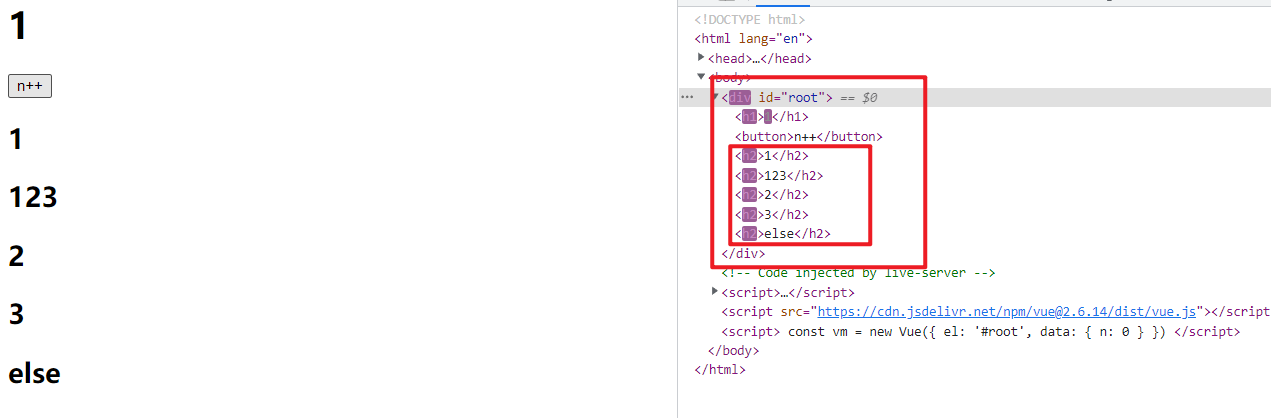 1
n++
1
123
2
3
else
<!DOCTYPE html>
<html lang="en">
<head>…</head>
<body>
<div id="root"> == $0
<h1></h1>
<button>n++</button>
<h2>1</h2>
<h2>123</h2>
<h2>2</h2>
<h2>3</h2>
<h2>else</h2>
</div>
<!-- Code injected by live-server -->
<script>…</script>
<script src="https://cdn.jsdelivr.net/npm/vue@2.6.14/dist/vue.js"></script
<script> const vm = new Vue({ el: '#root', data: { n: 0 } }) </script>
</body>
</html>